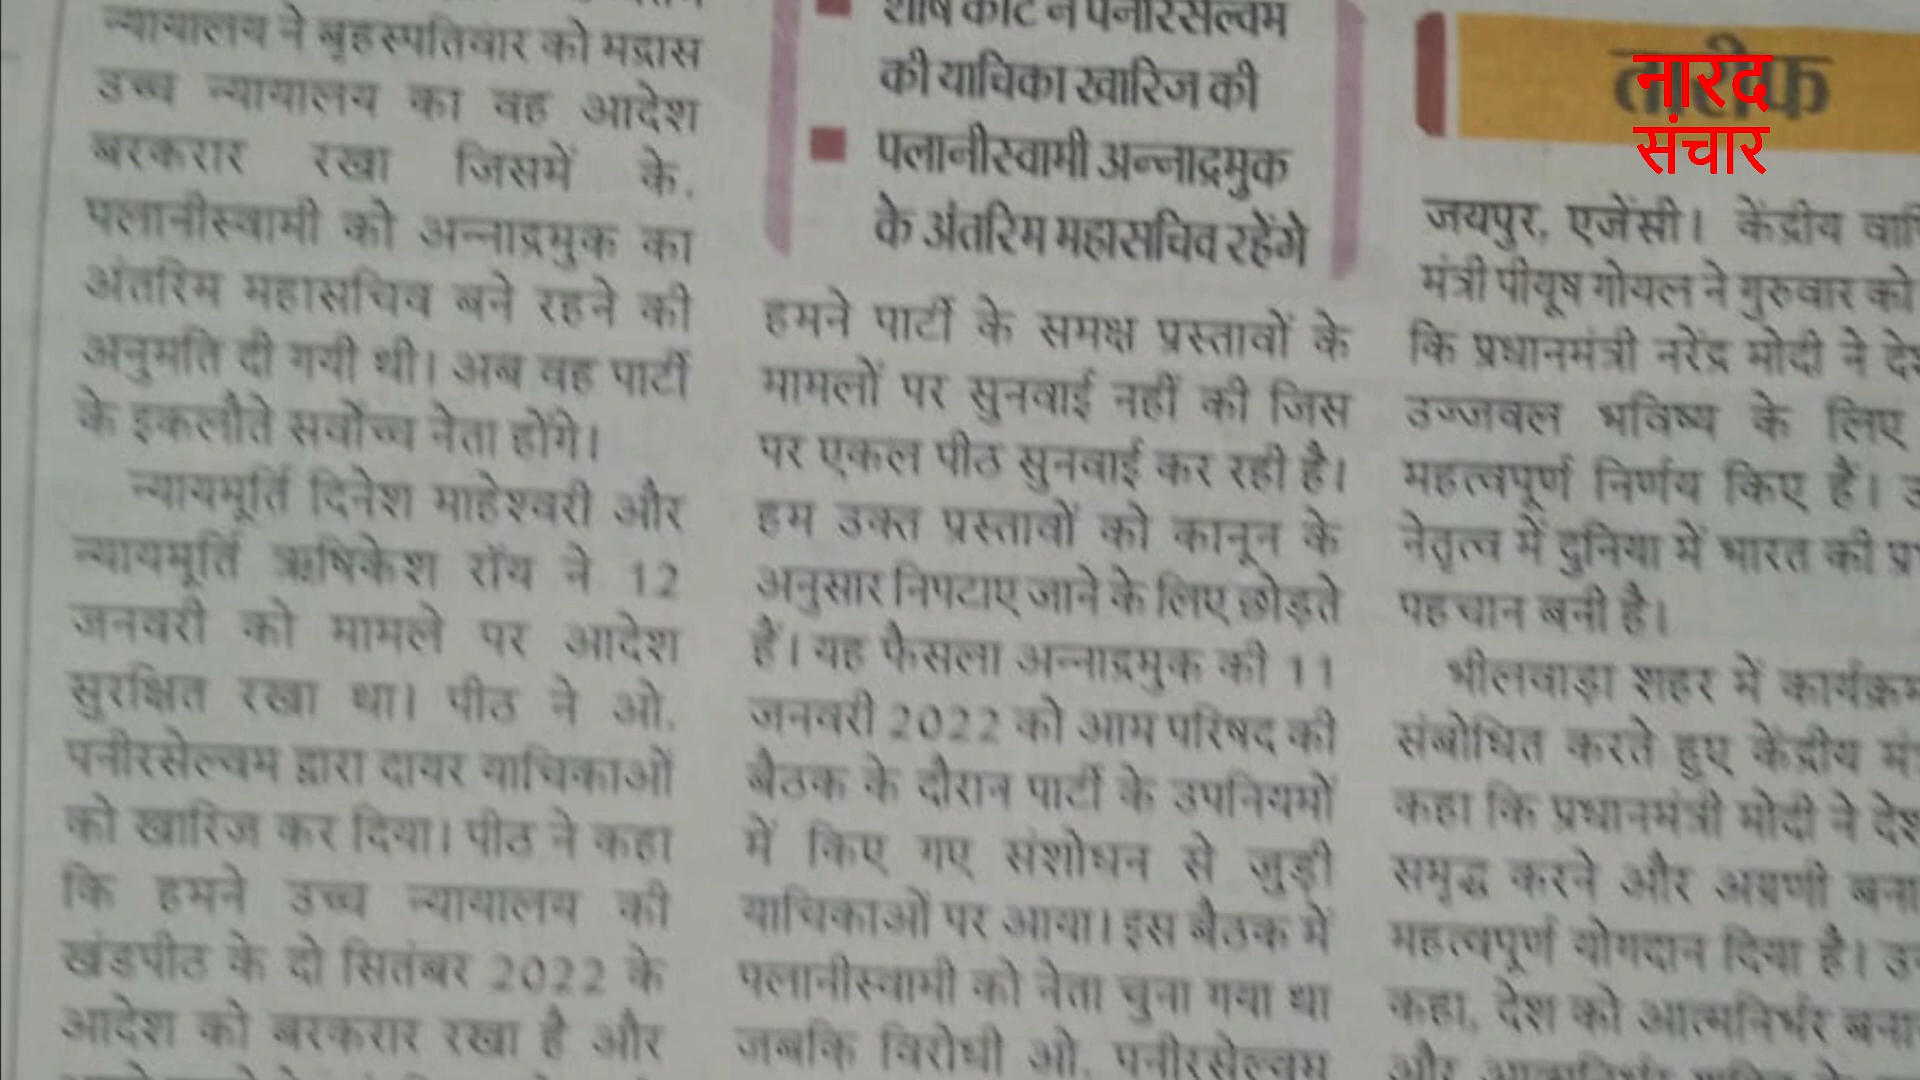 न्यायालय ने बृहस्पतिवार को मद्रास
उच्च न्यायालय का वह आदेश
बरकरार रखा जिसमें के.
पलानीस्वामी को अन्नाद्रमुक का
अंतरिम महासचिव बने रहने की
अनुमति दी गयी थी। अब वह पार्टी
के इकलौते सर्वोच्च नेता होंगे।
न्यायमूर्ति दिनेश माहेश्वरी और
न्यायमूर्ति ऋषिकेश रॉय ने 12
जनवरी को मामले पर आदेश
सुरक्षित रखा था। पीठ ने ओ.
पनीरसेल्वम द्वारा दायर याचिकाओं
को खारिज कर दिया। पीठ ने कहा
कि हमने उच्च न्यायालय की
खंडपीठ के दो सितंबर 2022 के
आदेश को बरकरार रखा है और
शीर्ष कोर्ट ने पनीरसेल्वम
की याचिका खारिज की
पलानीस्वामी अन्नाद्रमुक
के अंतरिम महासचिव रहेंगे
हमने पार्टी के समक्ष प्रस्तावों के
मामलों पर सुनवाई नहीं की जिस
पर एकल पीठ सुनवाई कर रही है।
हम उक्त प्रस्तावों को कानून के
अनुसार निपटाए जाने के लिए छोड़ते
हैं। यह फैसला अन्नाद्रमुक की 11
जनवरी 2022 को आम परिषद की
बैठक के दौरान पार्टी के उपनियमों
में किए गए संशोधन से जुड़ी
याचिकाओं पर आया। इस बैठक में
पलानीस्वामी को नेता चुना गया था
जबकि विरोधी ओ. पनीरसेल्वम
नारद
संचार
जयपुर, एजेंसी। केंद्रीय
मंत्री पीयूष गोयल ने गुरुवार को
कि प्रधानमंत्री नरेंद्र मोदी ने
उज्जवल भविष्य के लिए
महत्वपूर्ण निर्णय किए हैं।
नेतृत्व में दुनिया में भारत की
पहचान बनी है।
भीलवाड़ा शहर में
संबोधित करते हुए केंद्रीय
कहा कि प्रधानमंत्री मोदी ने
समृद्ध करने और अग्रणी
महत्वपूर्ण योगदान दिया है।
कहा, देश को आत्मनिर्भर